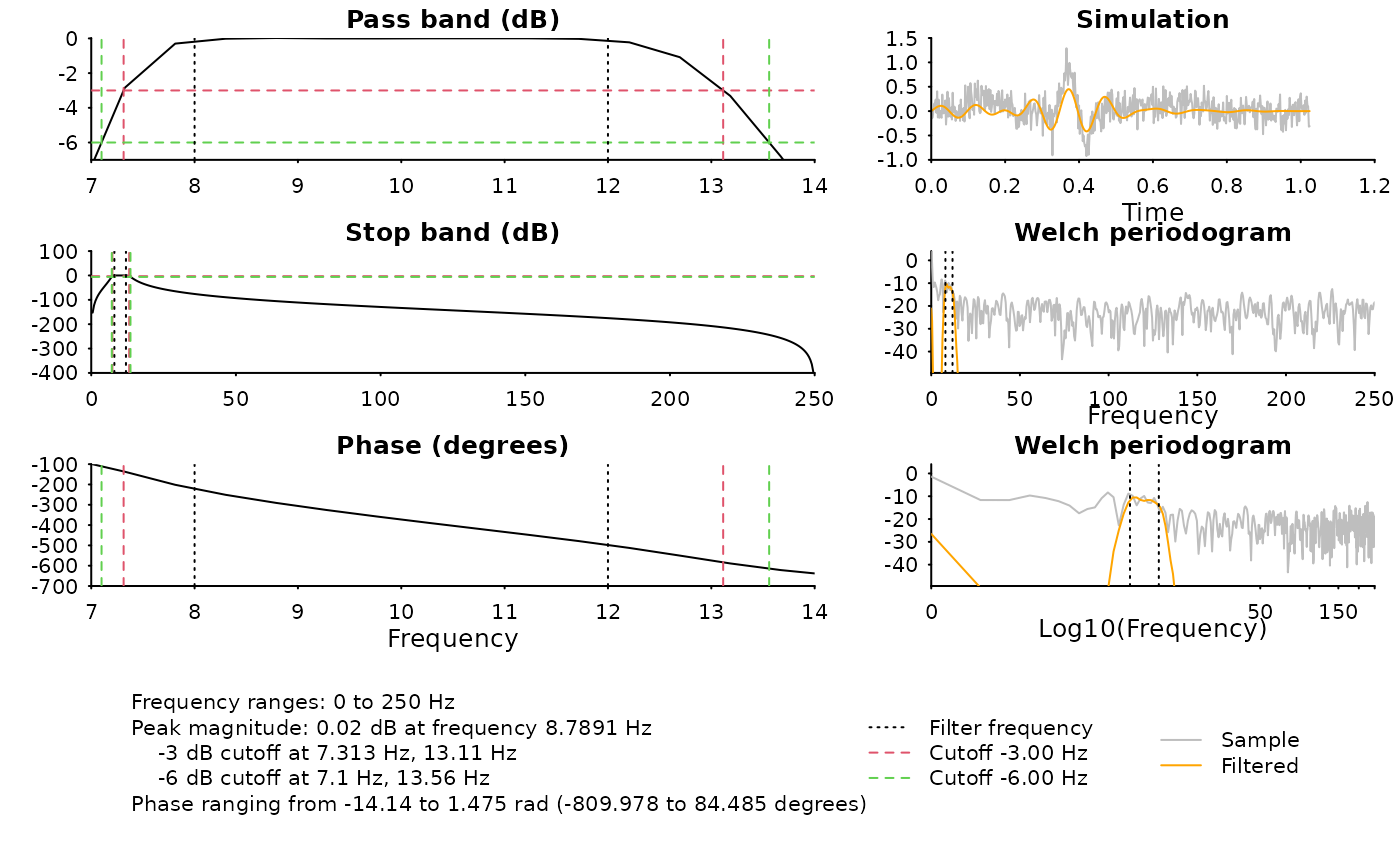 Pass band (dB)
0
-2
-4
-6
7 8 9 10 11 12 13 14
Simulation
1.5
1.0
0.5
0.0
-0.5
-1.0
0.0 0.2 0.4 0.6 0.8 1.0 1.2
Time
Stop band (dB)
100
0
-100
-200
-300
-400
0 50 100 150 200 250
Welch periodogram
0
-10
-20
-30
-40
0 50 100 150 200 250
Frequency
Phase (degrees)
-100
-200
-300
-400
-500
-600
-700
7 8 9 10 11 12 13 14
Frequency
Welch periodogram
0
-10
-20
-30
-40
0 50 150
Log10(Frequency)
Frequency ranges: 0 to 250 Hz
Peak magnitude: 0.02 dB at frequency 8.7891 Hz
-3 dB cutoff at 7.313 Hz, 13.11 Hz
-6 dB cutoff at 7.1 Hz, 13.56 Hz
Phase ranging from -14.14 to 1.475 rad (-809.978 to 84.485 degrees)
Filter frequency
Cutoff -3.00 Hz
Cutoff -6.00 Hz
Sample
Filtered